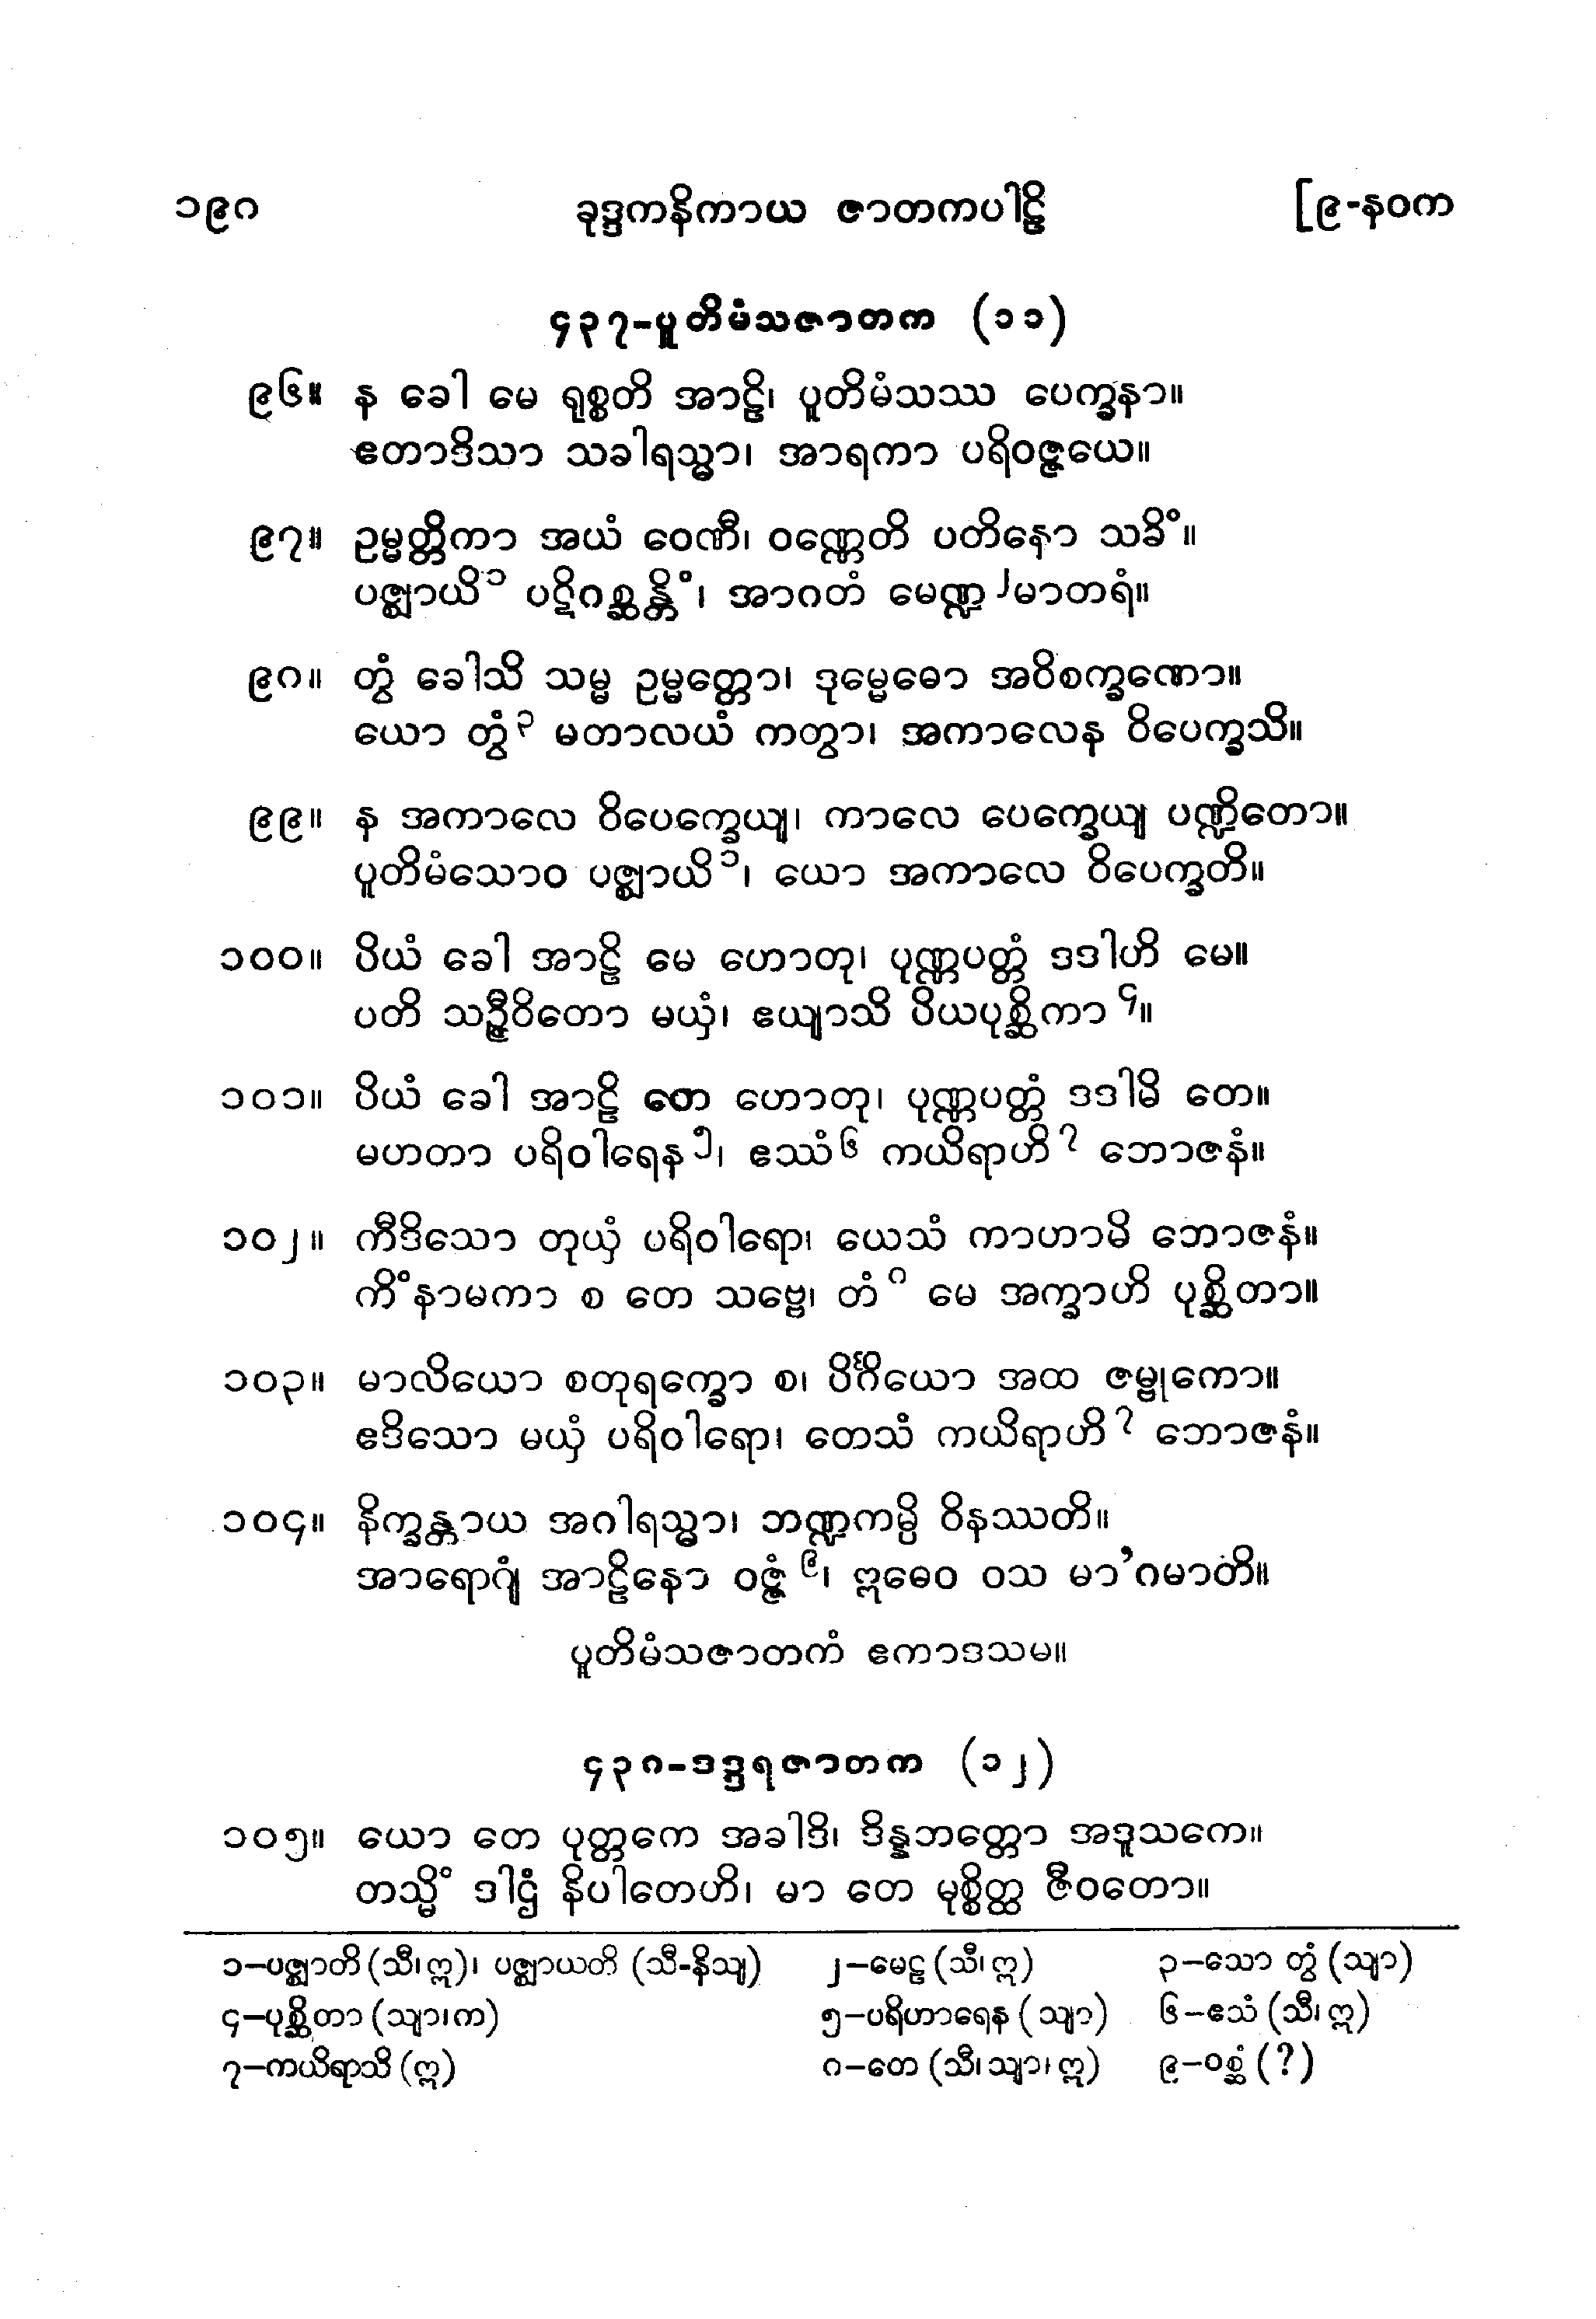 ၁၉ဂ ခုဒ္ဒကနိကာယ ဇာတကပါဠိ [၉-နဝက
၄၃၇-ပူတိမံသဇာတက (၁၁)
၉၆။ န ခေါ မေ ရုစ္စတိ အာဠိ၊ ပူတိမံသဿ ပေက္ခနာ။
ဧတာဒိသာ သခါရသ္မာ၊ အာရကာ ပရိဝဇ္ဇယေ။
၉၇။ ဥမ္မတ္တိကာ အယံ ဝေဏီ၊ ဝဏ္ဏေတိ ပတိနော သခိံ။
ပဇ္ဈာယိ၁ ပဋိဂစ္ဆန္တိံ၊ အာဂတံ မေဏ္ဍ၂မာတရံ။
၉ဂ။ တွံ ခေါသိ သမ္မ ဥမ္မတ္တော၊ ဒုမ္မေဓော အဝိစက္ခဏော။
ယော တွံ၃ မတာလယံ ကတွာ၊ အကာလေန ဝိပေက္ခသိ။
၉၉။ န အကာလေ ဝိပေက္ခေယျ၊ ကာလေ ပေက္ခေယျ ပဏ္ဍိတော။
ပူတိမံသောဝ ပဇ္ဈာယိ၁၊ ယော အကာလေ ဝိပေက္ခတိ။
၁၀၀။ ပိယံ ခေါ အာဠိ မေ ဟောတု၊ ပုဏ္ဏပတ္တံ ဒဒါဟိ မေ။
ပတိ သဉ္ဇီဝိတော မယှံ၊ ဧယျာသိ ပိယပုစ္ဆိကာ၄။
၁၀၁။ ပိယံ ခေါ အာဠိ တေ ဟောတု၊ ပုဏ္ဏပတ္တံ ဒဒါမိ တေ။
မဟတာ ပရိဝါရေန၅၊ ဧဿံ၆ ကယိရာဟိ၇ ဘောဇနံ။
၁၀၂။ ကီဒိသော တုယှံ ပရိဝါရော၊ ယေသံ ကာဟာမိ ဘောဇနံ။
ကိံနာမကာ စ တေ သဗ္ဗေ၊ တံဂ မေ အက္ခာဟိ ပုစ္ဆိတာ။
၁၀၃။ မာလိယော စတုရက္ခော စ၊ ပိင်္ဂိယော အထ ဇမ္ဗုကော။
ဧဒိသော မယှံ ပရိဝါရော၊ တေသံ ကယိရာဟိ၇ ဘောဇနံ။
၁၀၄။ နိက္ခန္တာယ အဂါရသ္မာ၊ ဘဏ္ဍကမ္ပိ ဝိနဿတိ။
အာရောဂျံ အာဠိနော ဝဇ္ဇံ၉၊ ဣဓေဝ ဝသ မာ’ဂမာတိ။
ပူတိမံသဇာတကံ ဧကာဒသမ။
၄၃ဂ-ဒဒ္ဒရဇာတက (၁၂)
၁၀၅။ ယော တေ ပုတ္တကေ အခါဒိ၊ ဒိန္နဘတ္တော အဒူသကေ။
တသ္မိံ ဒါဌံ နိပါတေဟိ၊ မာ တေ မုစ္စိတ္ထ ဇီဝတော။
၁–ပဇ္ဈာတိ (သီ၊ ဣ)၊ ပဇ္ဈာယတိ (သီ-နိသျ) ၂–မေဠ (သီ၊ ဣ) ၃–သော တွံ (သျာ)
၄–ပုစ္ဆိတာ (သျာ၊ က) ၅–ပရိဟာရေန (သျာ) ၆–ဧသံ (သီ၊ ဣ)
၇–ကယိရာသိ (ဣ) ဂ–တေ (သီ၊ သျာ၊ ဣ) ၉–ဝစ္ဆံ (?)